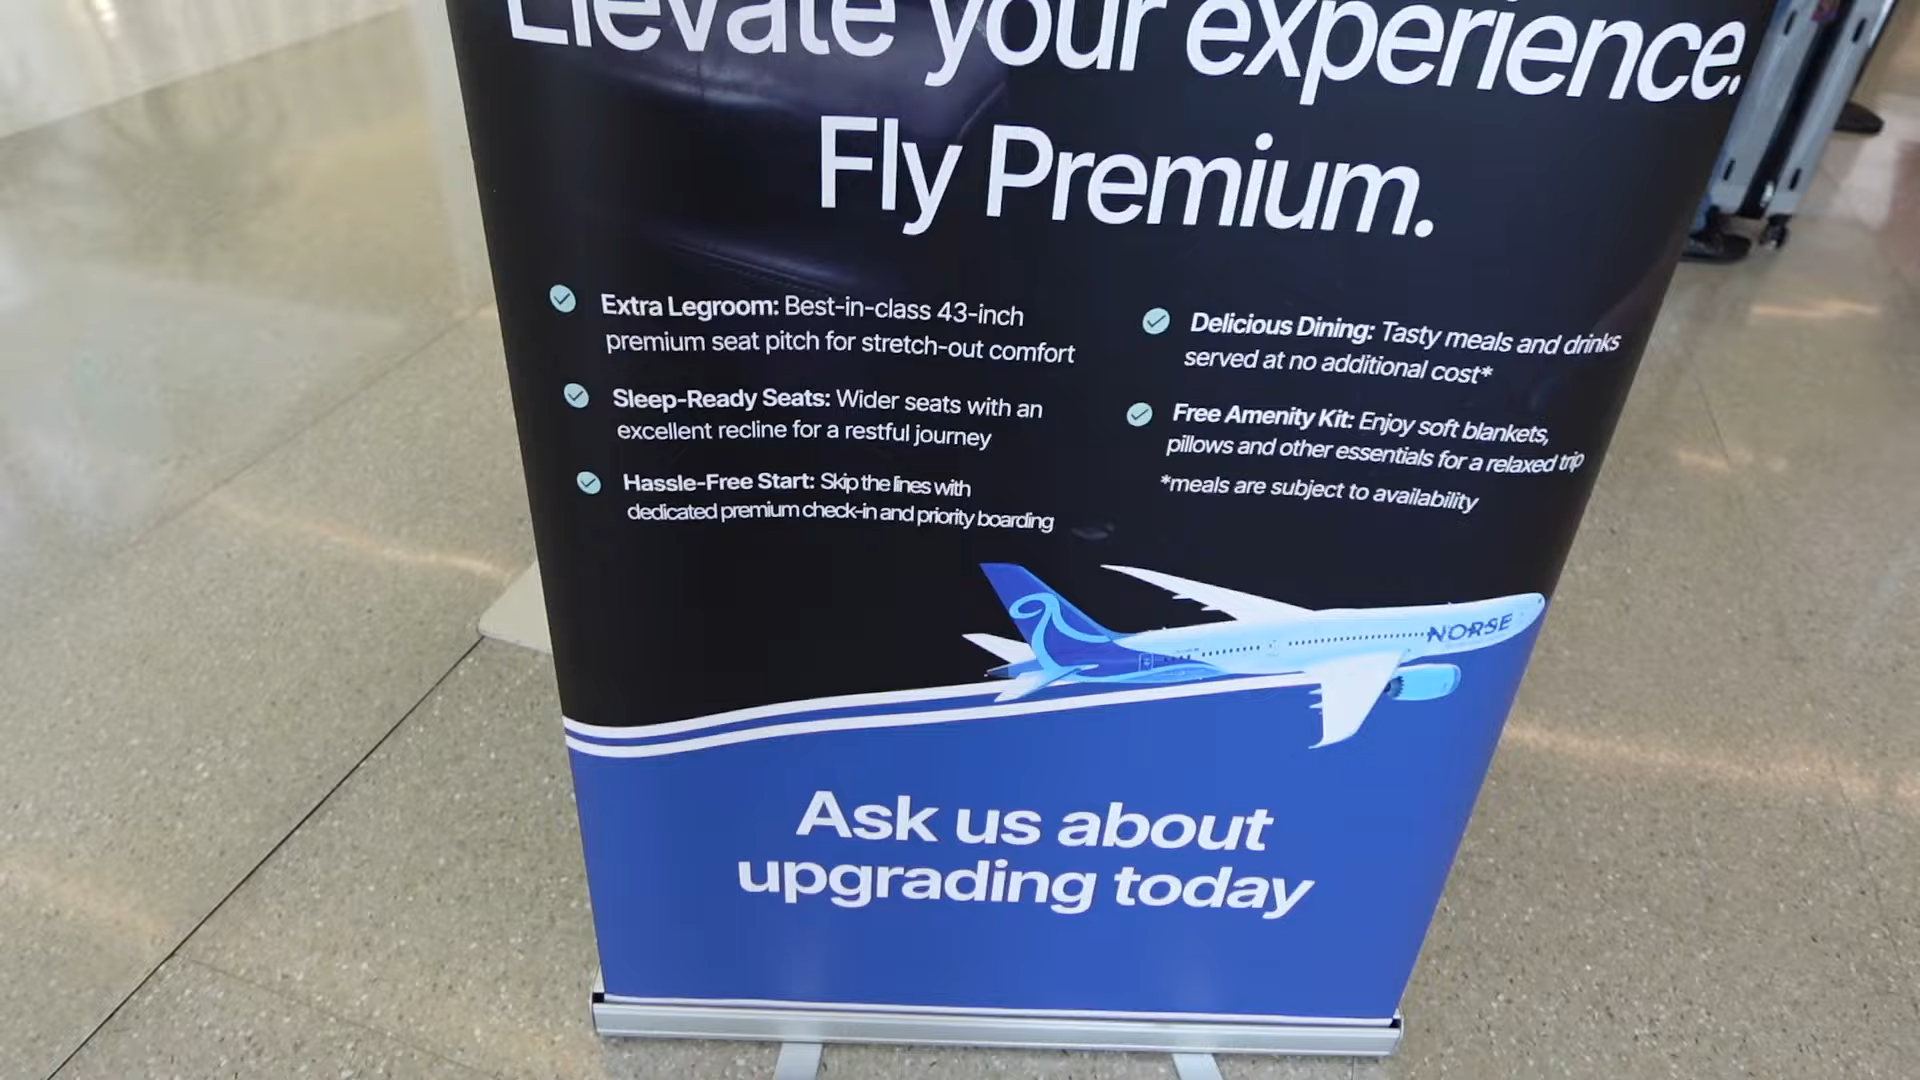 Elevate your experience.
Fly Premium.
Extra Legroom: Best-in-class 43-inch
premium seat pitch for stretch-out comfort
Sleep-Ready Seats: Wider seats with an
excellent recline for a restful journey
Hassle-Free Start: Skip the lines with
dedicated premium check-in and priority boarding
Delicious Dining: Tasty meals and drinks
served at no additional cost*
Free Amenity Kit: Enjoy soft blankets,
pillows and other essentials for a relaxed trip
*meals are subject to availability
NORSE
Ask us about
upgrading today